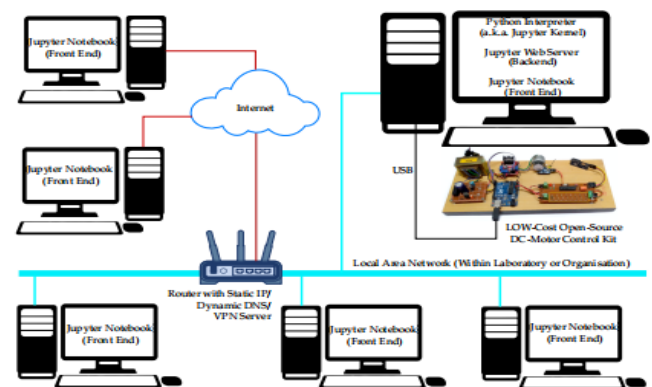 Jupyter Notebook
(Front End)
Python Interpreter
(a.k.a. Jupyter Kernel)
Jupyter Web Server
(Backend)
Jupyter Notebook
(Front End)
Internet
Jupyter Notebook
(Front End)
USB
LOW-Cost Open-Source
DC-Motor Control Kit
Local Area Network (Within Laboratory or Organisation)
Router with Static IP/
Dynamic DNS/
VPN Server
Jupyter Notebook
(Front End)
Jupyter Notebook
(Front End)
Jupyter Notebook
(Front End)